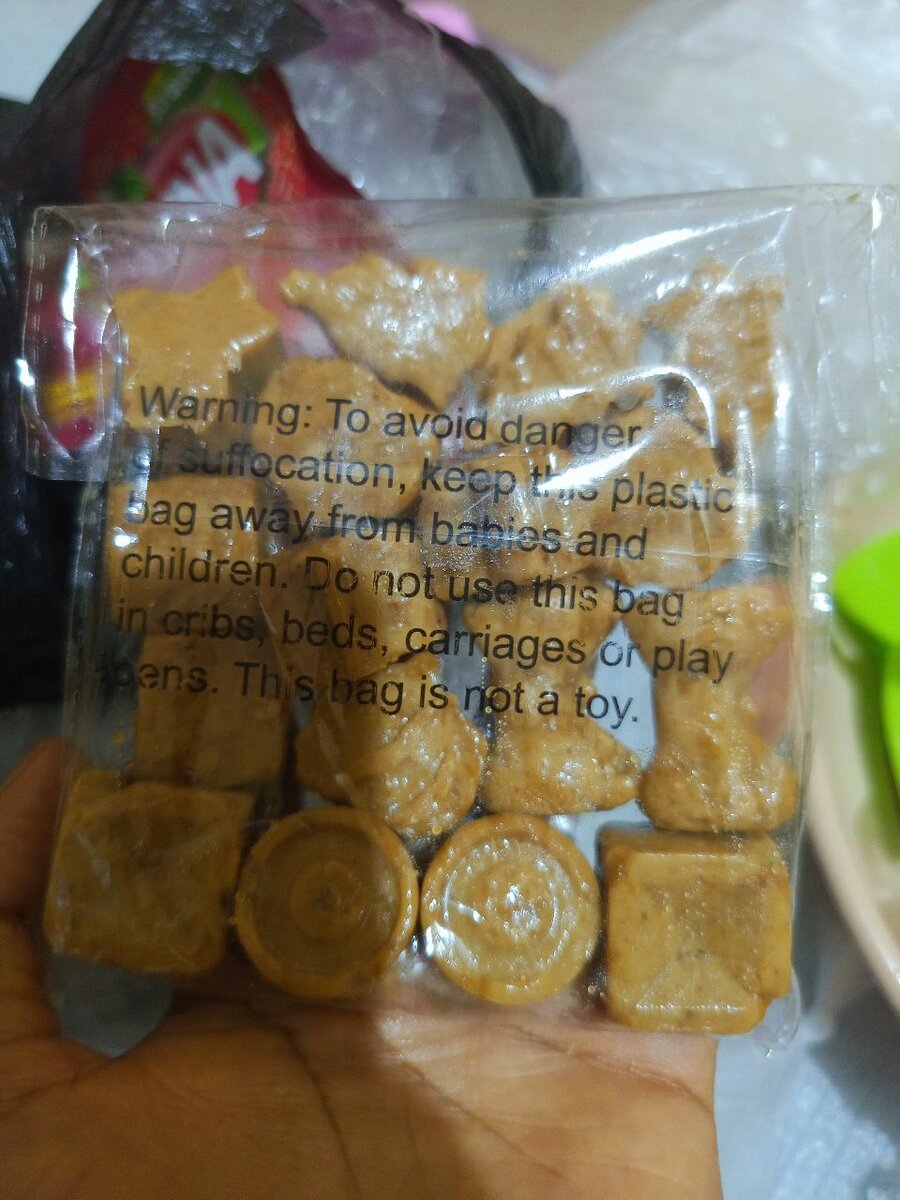 Warning: To avoid danger
of suffocation, keep this plastic
bag away from babies and
children. Do not use this bag
in cribs, beds, carriages or play
pens. This bag is not a toy.